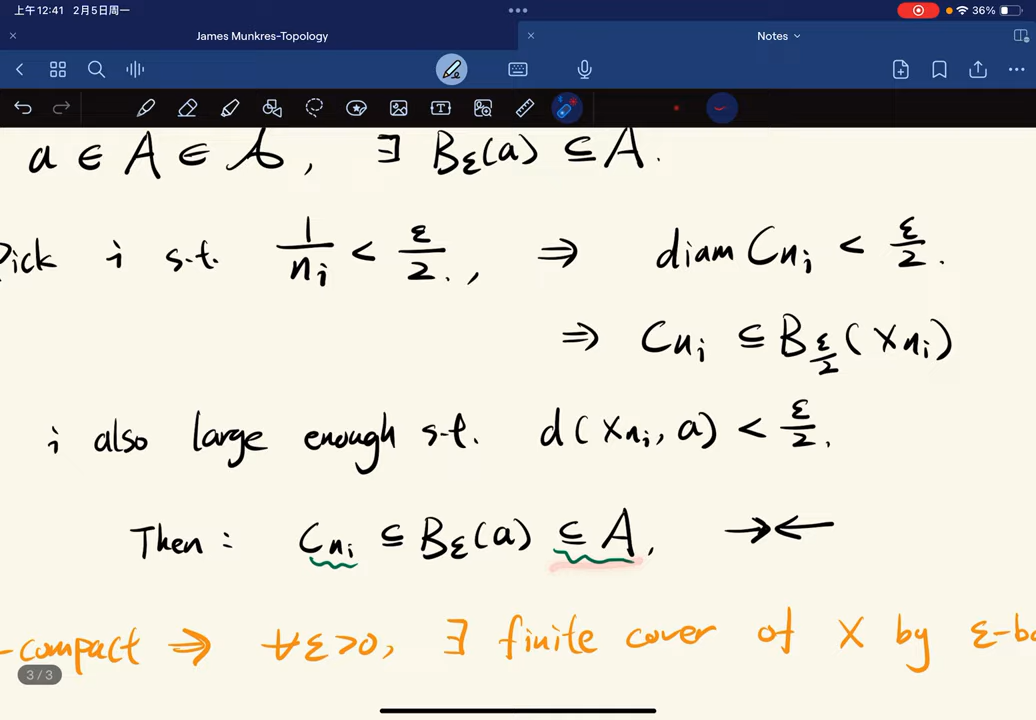 上午12:41 2月5日周一
36%
James Munkres-Topology
Notes
a ∈ A ∈ 𝒜, ∃ B_ε(a) ⊆ A.
Pick i s.t. 1/n_i < ε/2, ⇒ diam C_{n_i} < ε/2.
⇒ C_{n_i} ⊆ B_{ε/2}(x_{n_i})
i also large enough s.t. d(x_{n_i}, a) < ε/2.
Then: C_{n_i} ⊆ B_ε(a) ⊆ A, →←
-compact ⇒ ∀ε>0, ∃ finite cover of X by ε-b
3/3